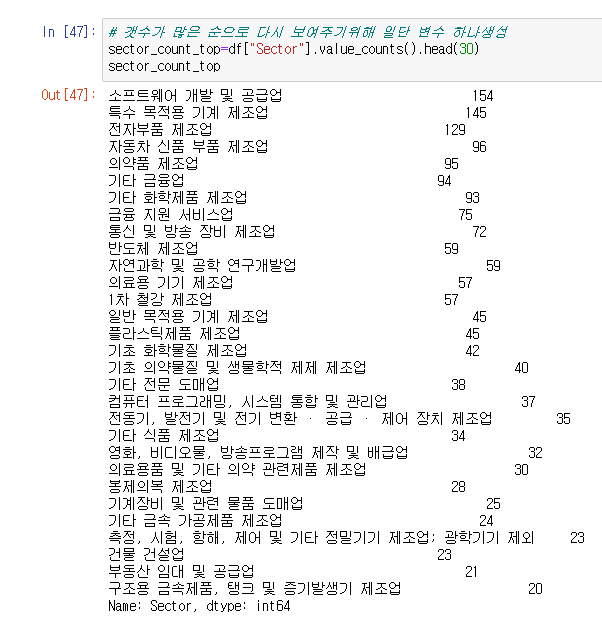 In [47]: # 갯수가 많은 순으로 다시 보여주기위해 일단 변수 하나생성
sector_count_top=df["Sector"].value_counts().head(30)
sector_count_top
Out[47]: 소프트웨어 개발 및 공급업 154
특수 목적용 기계 제조업 145
전자부품 제조업 129
자동차 신품 부품 제조업 96
의약품 제조업 95
기타 금융업 94
기타 화학제품 제조업 93
금융 지원 서비스업 75
통신 및 방송 장비 제조업 72
반도체 제조업 59
자연과학 및 공학 연구개발업 59
의료용 기기 제조업 57
1차 철강 제조업 57
일반 목적용 기계 제조업 45
플라스틱제품 제조업 45
기초 화학물질 제조업 42
기초 의약물질 및 생물학적 제제 제조업 40
기타 전문 도매업 38
컴퓨터 프로그래밍, 시스템 통합 및 관리업 37
전동기, 발전기 및 전기 변환 · 공급 · 제어 장치 제조업 35
기타 식품 제조업 34
영화, 비디오물, 방송프로그램 제작 및 배급업 32
의료용품 및 기타 의약 관련제품 제조업 30
봉제의복 제조업 28
기계장비 및 관련 물품 도매업 25
기타 금속 가공제품 제조업 24
측정, 시험, 항해, 제어 및 기타 정밀기기 제조업; 광학기기 제외 23
건물 건설업 23
부동산 임대 및 공급업 21
구조용 금속제품, 탱크 및 증기발생기 제조업 20
Name: Sector, dtype: int64